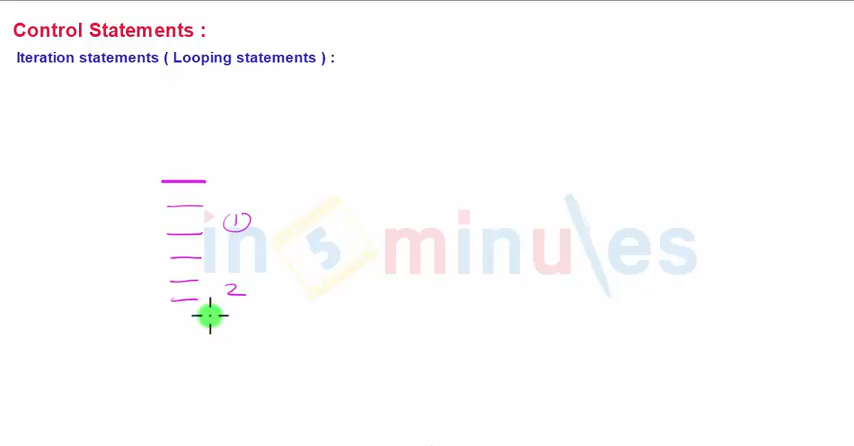 Control Statements :
Iteration statements ( Looping statements ) :
①
in 5 minutes
2